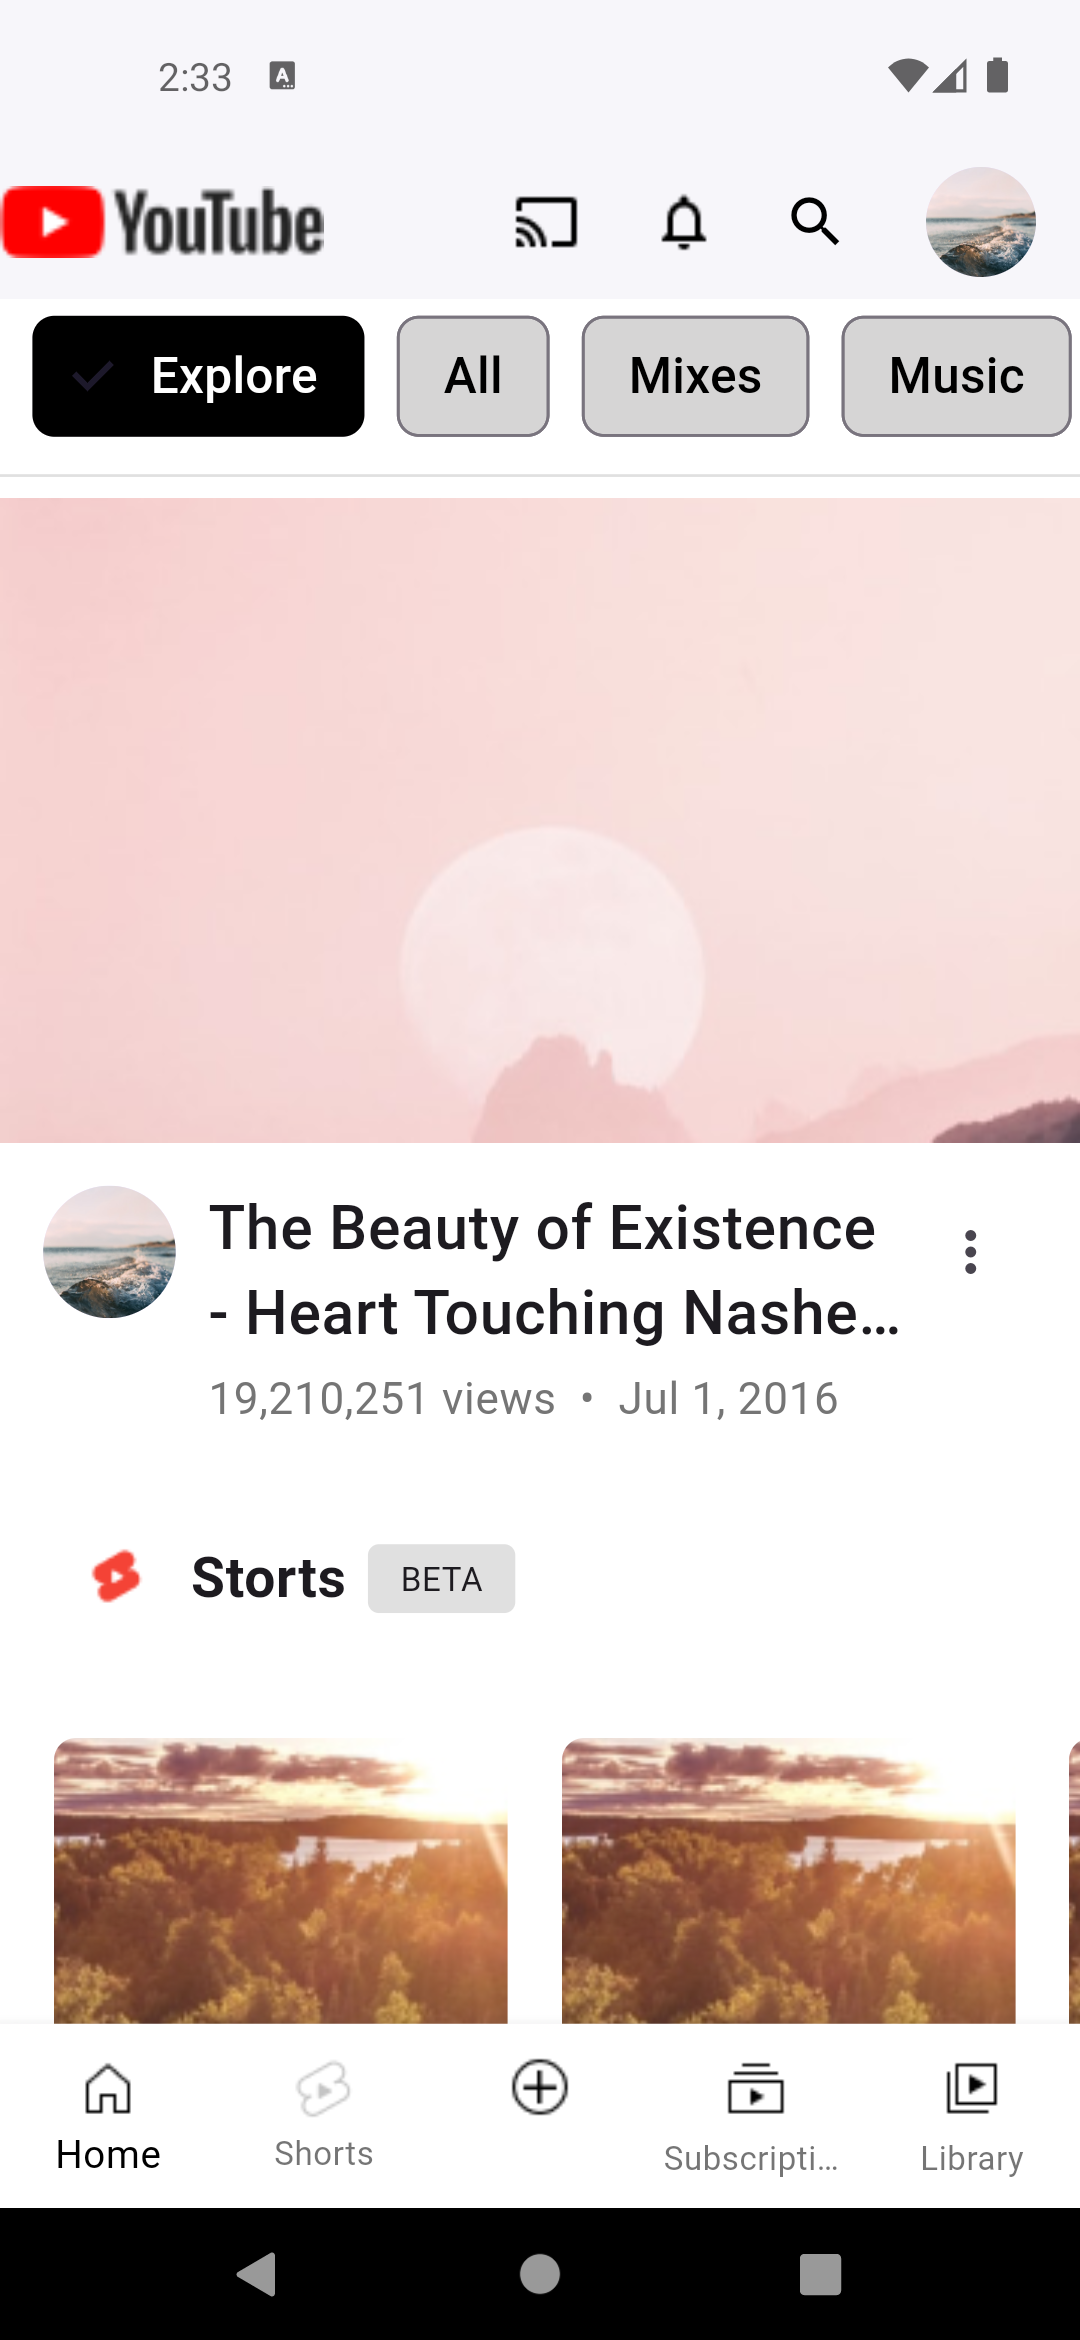 2:33
YouTube
Explore All Mixes Music
The Beauty of Existence
- Heart Touching Nashe...
19,210,251 views • Jul 1, 2016
Storts BETA
Home Shorts Subscripti... Library